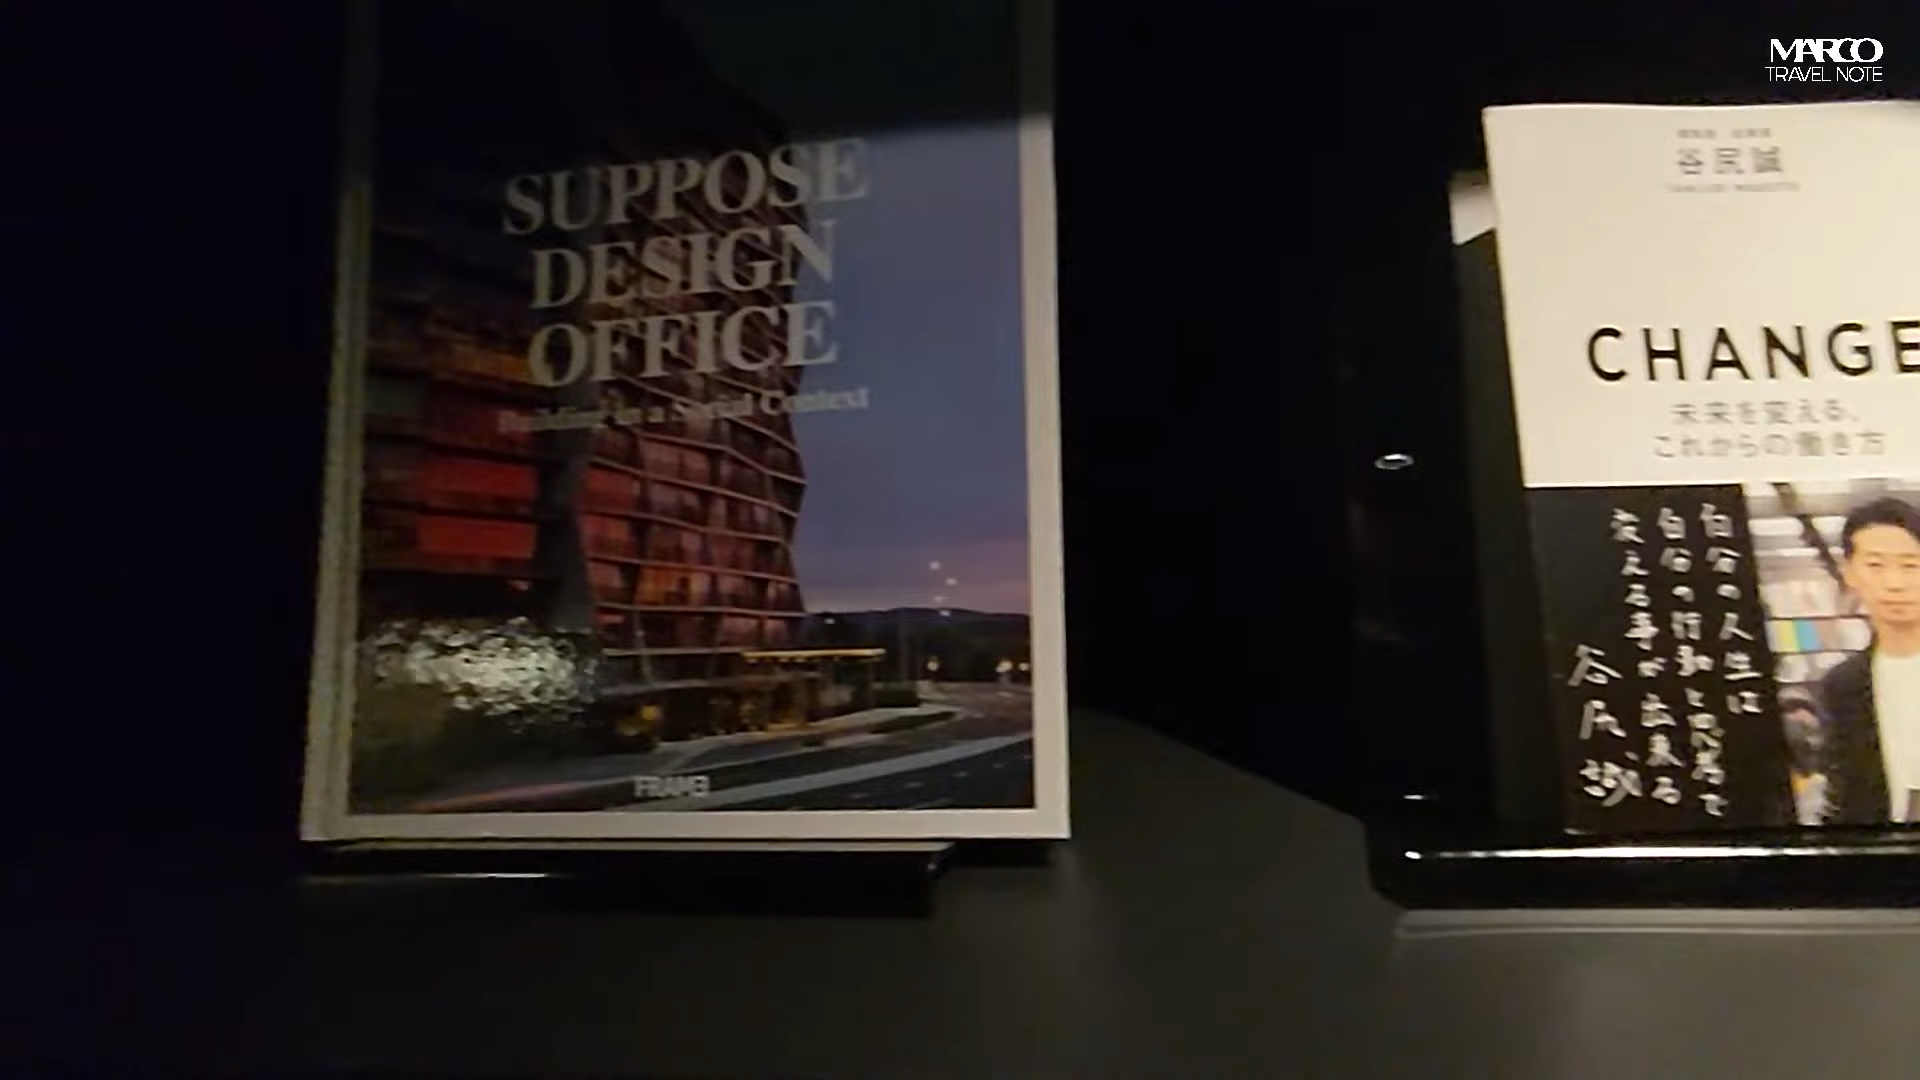 MARCO
TRAVEL NOTE
SUPPOSE
DESIGN
OFFICE
Building in a Social Context
FRAME
谷尻誠
CHANGE
未来を変える、
これからの働き方
自分の人生は
自分の行動と思考で
変える事が出来る
谷尻誠